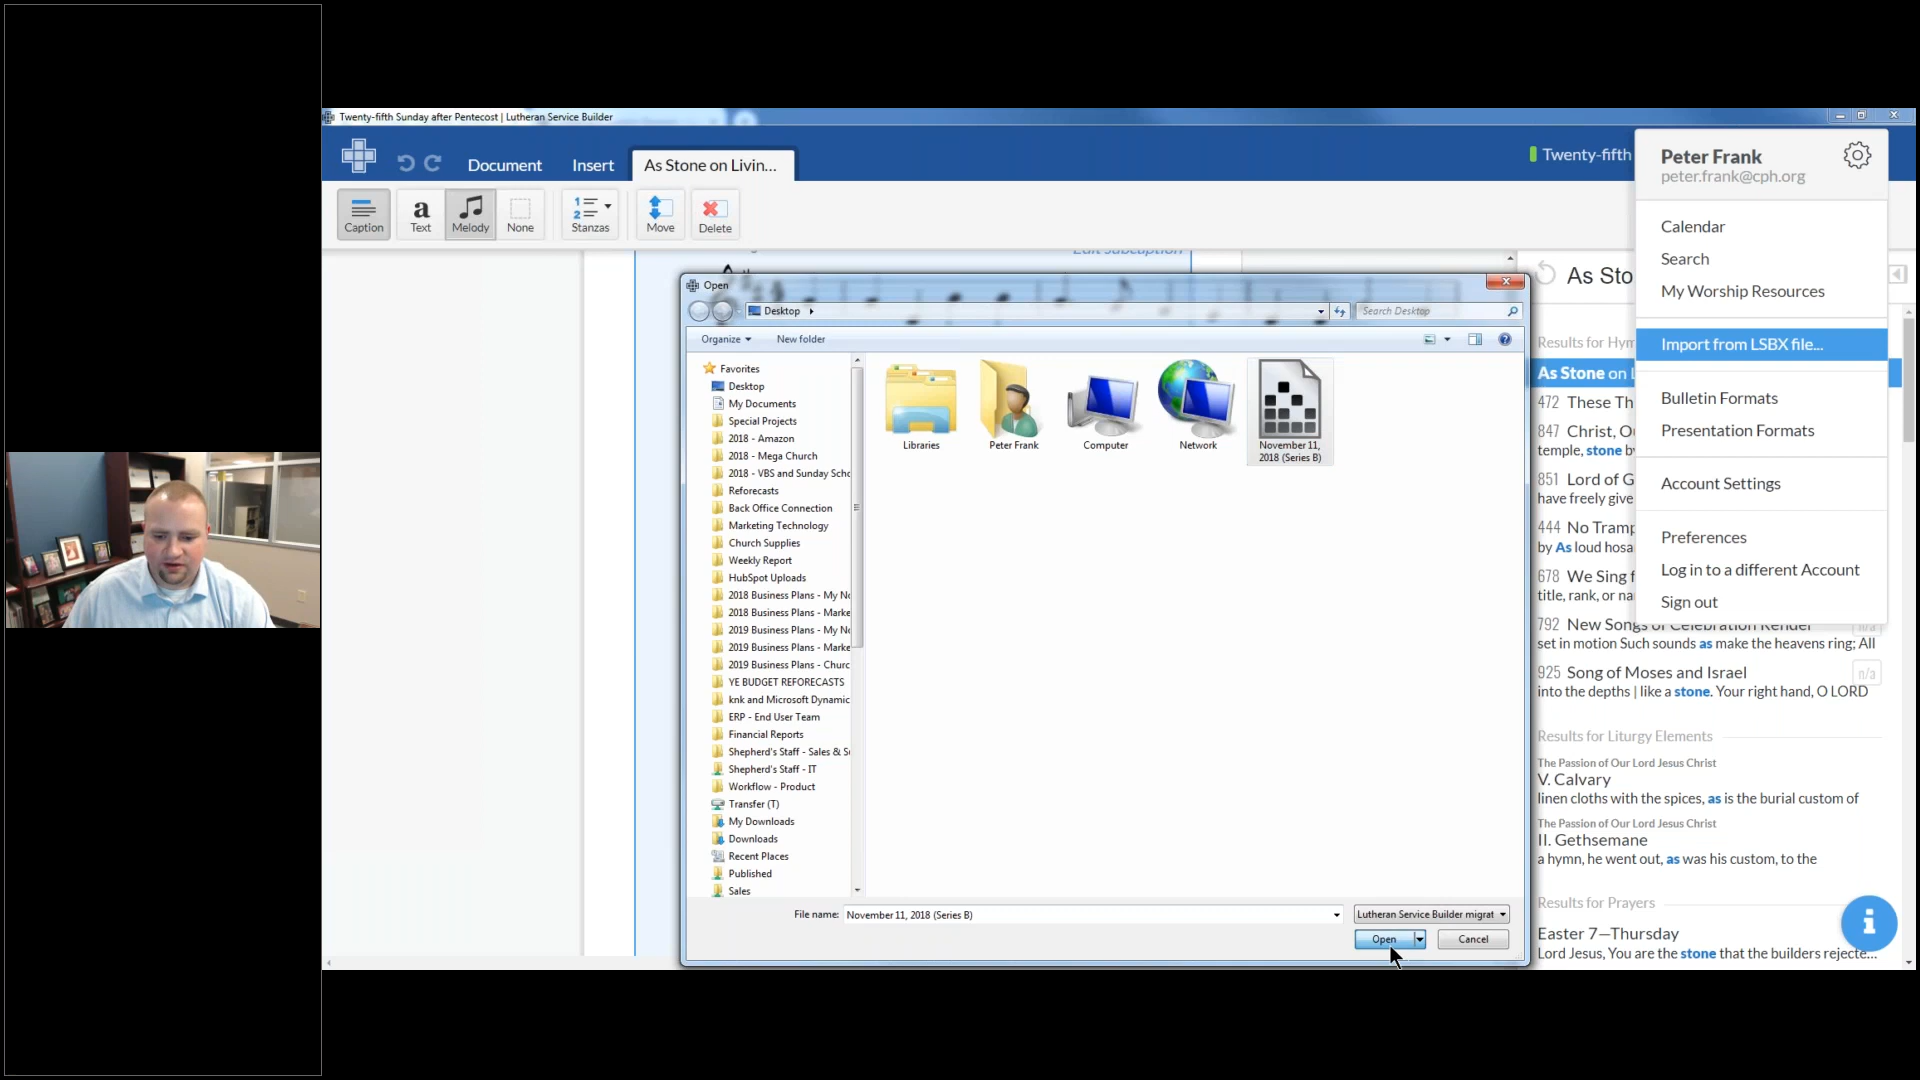 Twenty-fifth Sunday after Pentecost | Lutheran Service Builder
Document
Insert
As Stone on Livin...
Twenty-fifth
Caption
Text
Melody
None
Stanzas
Move
Delete
Edit subcaption
Peter Frank
peter.frank@cph.org
Calendar
Search
My Worship Resources
Import from LSBX file...
Bulletin Formats
Presentation Formats
Account Settings
Preferences
Log in to a different Account
Sign out
Open
Desktop
Search Desktop
Organize
New folder
Favorites
Desktop
My Documents
Special Projects
2018 - Amazon
2018 - Mega Church
2018 - VBS and Sunday Scho
Reforecasts
Back Office Connection
Marketing Technology
Church Supplies
Weekly Report
HubSpot Uploads
2018 Business Plans - My No
2018 Business Plans - Marke
2019 Business Plans - My No
2019 Business Plans - Marke
2019 Business Plans - Churc
YE BUDGET REFORECASTS
knk and Microsoft Dynamic
ERP - End User Team
Financial Reports
Shepherd's Staff - Sales & S
Shepherd's Staff - IT
Workflow - Product
Transfer (T)
My Downloads
Downloads
Recent Places
Published
Sales
Libraries
Peter Frank
Computer
Network
November 11,
2018 (Series B)
File name: November 11, 2018 (Series B)
Lutheran Service Builder migrat
Open
Cancel
As Sto
Results for Hym
As Stone on L
472 These Th
847 Christ, O
temple, stone b
851 Lord of G
have freely give
444 No Tramp
by As loud hosa
678 We Sing f
title, rank, or na
792 New Songs of Celebration Render
n/a
set in motion Such sounds as make the heavens ring; All
925 Song of Moses and Israel
n/a
into the depths | like a stone. Your right hand, O LORD
Results for Liturgy Elements
The Passion of Our Lord Jesus Christ
V. Calvary
linen cloths with the spices, as is the burial custom of
The Passion of Our Lord Jesus Christ
II. Gethsemane
a hymn, he went out, as was his custom, to the
Results for Prayers
Easter 7—Thursday
Lord Jesus, You are the stone that the builders rejecte...